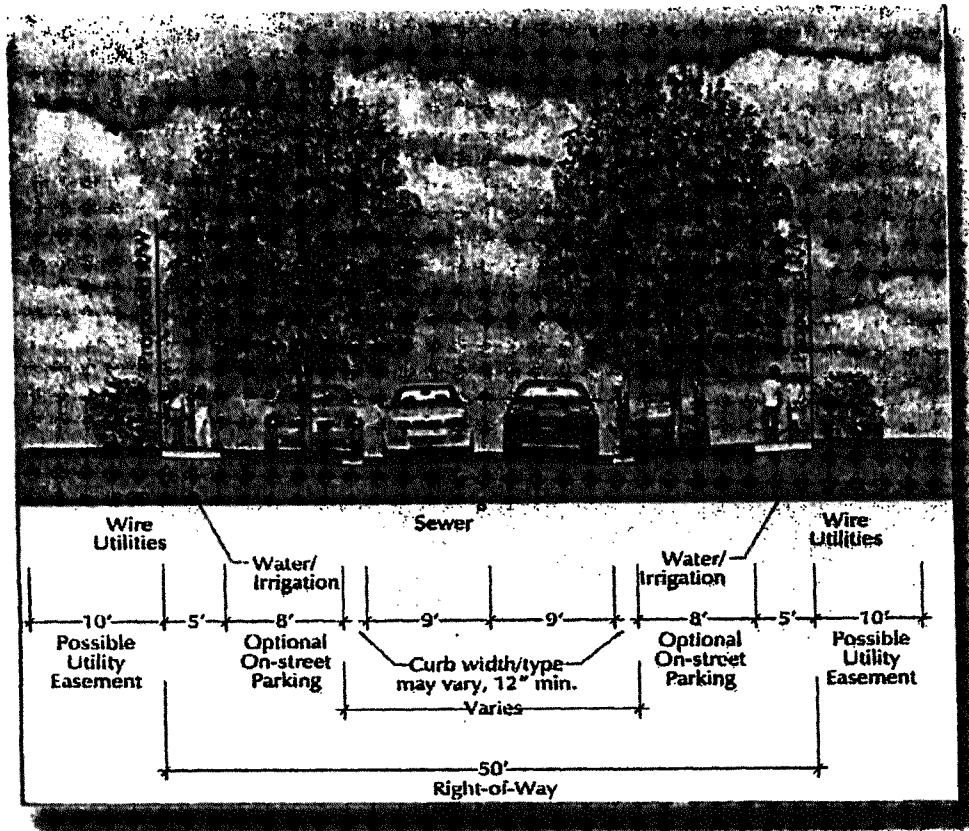 Property R/W
R/W
Wire
Utilities
Sewer
Wire
Utilities
Water/
Irrigation
Water/
Irrigation
10'
5'
8'
9'
9'
8'
5'
10'
Possible
Utility
Easement
Optional
On-street
Parking
Curb width/type
may vary, 12" min.
Varies
Optional
On-street
Parking
Possible
Utility
Easement
50'
Right-of-Way